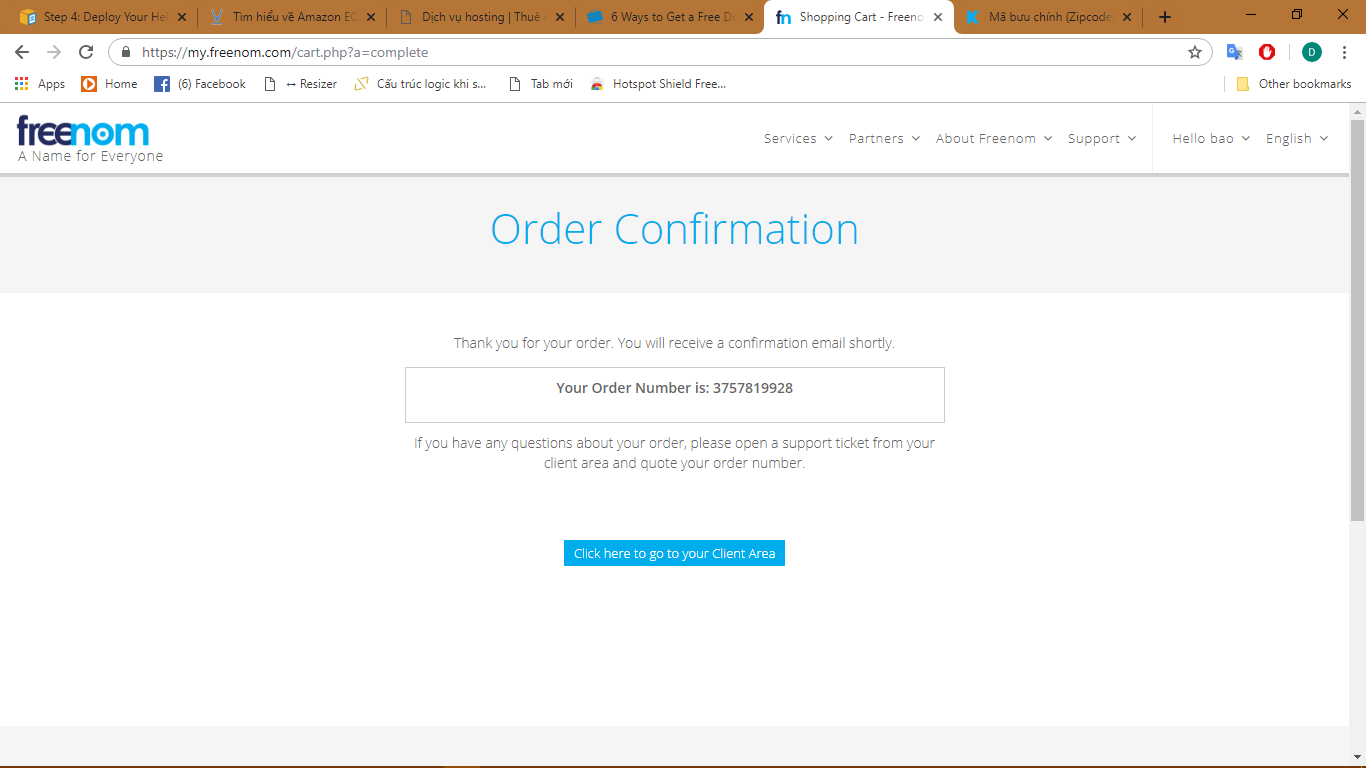 Step 4: Deploy Your Hel
Tìm hiểu về Amazon EC
Dịch vụ hosting | Thuê
6 Ways to Get a Free Do
Shopping Cart - Freeno
Mã bưu chính (Zipcode
https://my.freenom.com/cart.php?a=complete
D
Apps
Home
(6) Facebook
↔ Resizer
Cấu trúc logic khi s...
Tab mới
Hotspot Shield Free...
Other bookmarks
freenom
A Name for Everyone
Services
Partners
About Freenom
Support
Hello bao
English
Order Confirmation
Thank you for your order. You will receive a confirmation email shortly.
Your Order Number is: 3757819928
If you have any questions about your order, please open a support ticket from your
client area and quote your order number.
Click here to go to your Client Area